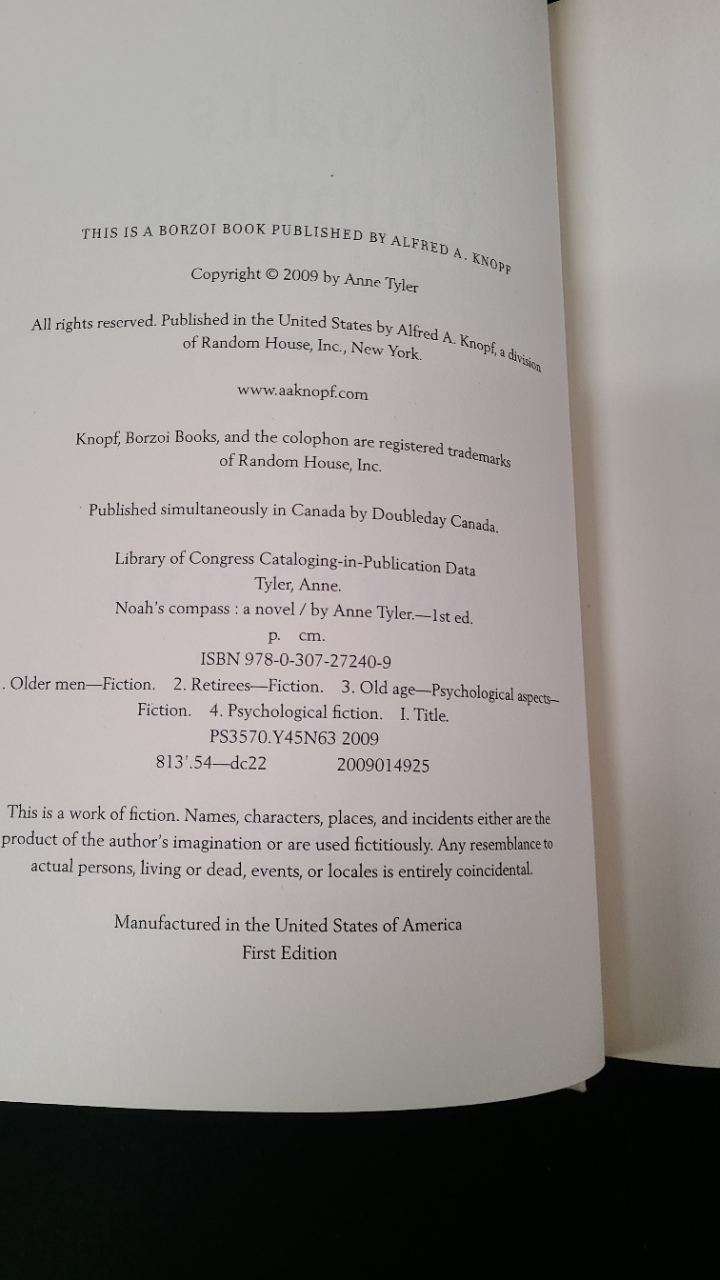 THIS IS A BORZOI BOOK PUBLISHED BY ALFRED A. KNOPF
Copyright © 2009 by Anne Tyler
All rights reserved. Published in the United States by Alfred A. Knopf, a division
of Random House, Inc., New York.
www.aaknopf.com
Knopf, Borzoi Books, and the colophon are registered trademarks
of Random House, Inc.
Published simultaneously in Canada by Doubleday Canada.
Library of Congress Cataloging-in-Publication Data
Tyler, Anne.
Noah's compass : a novel / by Anne Tyler.—1st ed.
p. cm.
ISBN 978-0-307-27240-9
. Older men—Fiction. 2. Retirees—Fiction. 3. Old age—Psychological aspects—
Fiction. 4. Psychological fiction. I. Title.
PS3570.Y45N63 2009
813'.54—dc22 2009014925
This is a work of fiction. Names, characters, places, and incidents either are the
product of the author's imagination or are used fictitiously. Any resemblance to
actual persons, living or dead, events, or locales is entirely coincidental.
Manufactured in the United States of America
First Edition